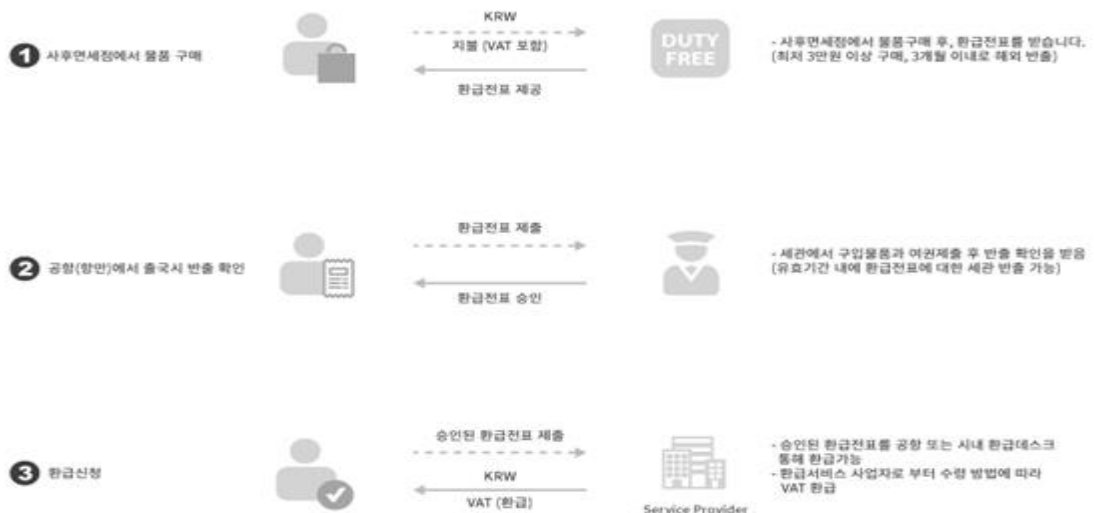 KRW
1 사후면세점에서 물품 구매
지불 (VAT 포함)
DUTY
FREE
환급전표 제공
- 사후면세점에서 물품구매 후, 환급전표를 받습니다.
(최저 3만원 이상 구매, 3개월 이내로 해외 반출)
환급전표 제출
2 공항(항만)에서 출국시 반출 확인
환급전표 승인
- 세관에서 구입물품과 여권제출 후 반출 확인을 받음
(유효기간 내에 환급전표에 대한 세관 반출 가능)
승인된 환급전표 제출
3 환급신청
KRW
VAT (환급)
Service Provider
- 승인된 환급전표를 공항 또는 시내 환급데스크
통해 환급가능
- 환급서비스 사업자로 부터 수령 방법에 따라
VAT 환급